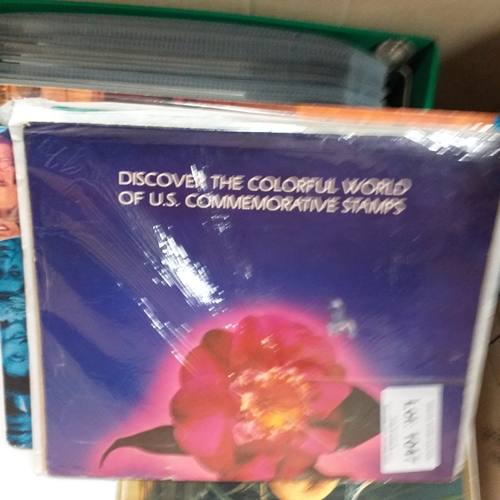 DISCOVER THE COLORFUL WORLD
OF U.S. COMMEMORATIVE STAMPS